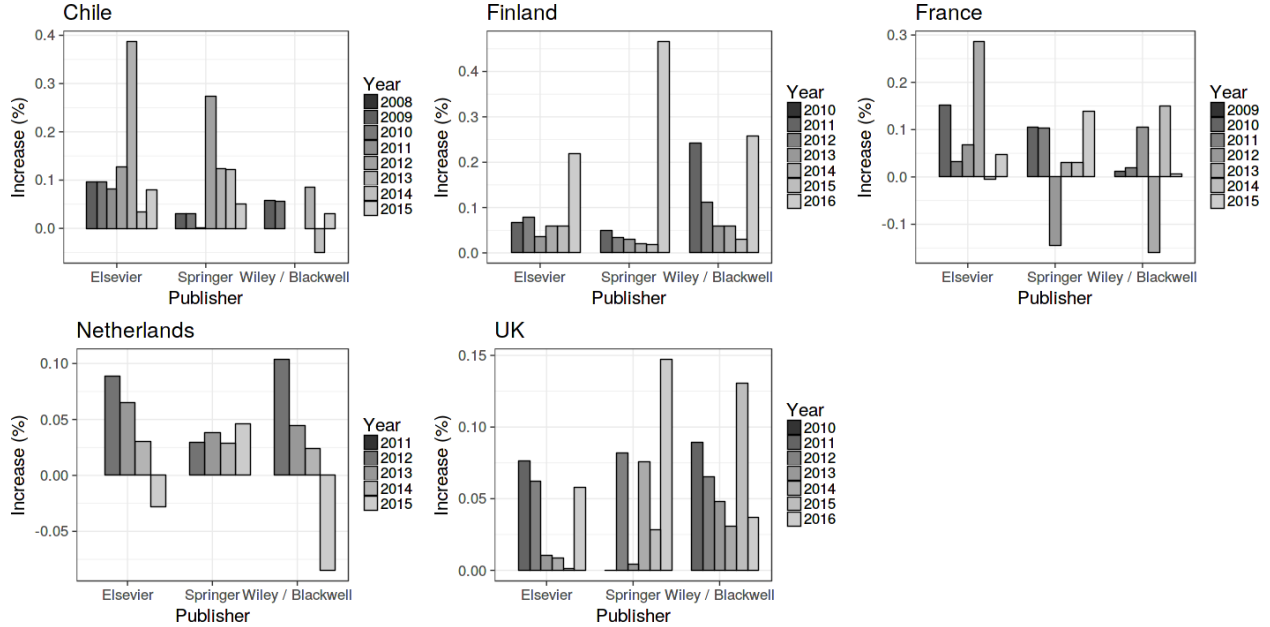 Chile
Increase (%)
0.4
0.3
0.2
0.1
0.0
Elsevier
Springer
Wiley / Blackwell
Publisher
Year
2008
2009
2010
2011
2012
2013
2014
2015
Finland
Increase (%)
0.4
0.3
0.2
0.1
0.0
Elsevier
Springer
Wiley / Blackwell
Publisher
Year
2010
2011
2012
2013
2014
2015
2016
France
Increase (%)
0.3
0.2
0.1
0.0
-0.1
Elsevier
Springer
Wiley / Blackwell
Publisher
Year
2009
2010
2011
2012
2013
2014
2015
Netherlands
Increase (%)
0.10
0.05
0.00
-0.05
Elsevier
Springer
Wiley / Blackwell
Publisher
Year
2011
2012
2013
2014
2015
UK
Increase (%)
0.15
0.10
0.05
0.00
Elsevier
Springer
Wiley / Blackwell
Publisher
Year
2010
2011
2012
2013
2014
2015
2016